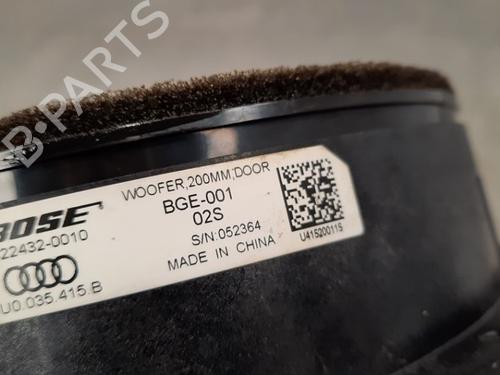 B-PARTS
WOOFER,200MM,DOOR
BOSE
BGE-001
22432-0010
02S
S/N:052364
U415200115
U0.035.415.B
MADE IN CHINA